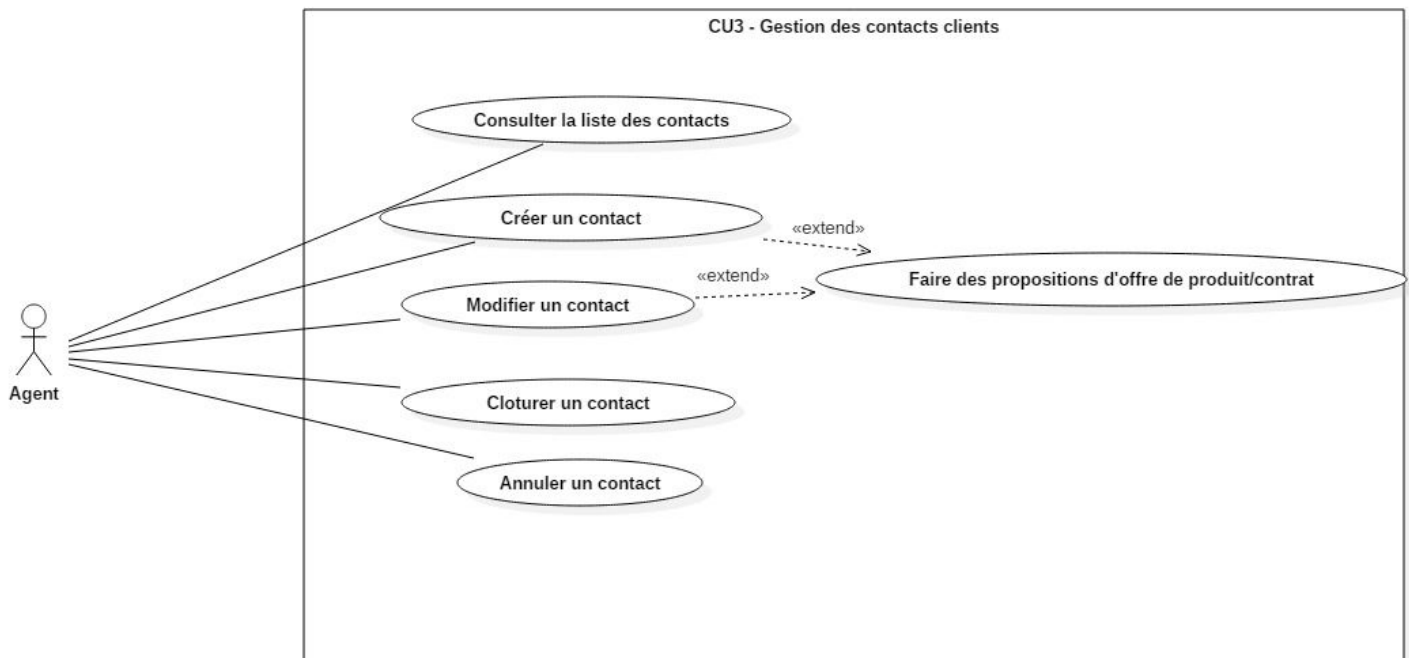 CU3 - Gestion des contacts clients
Consulter la liste des contacts
Créer un contact
«extend»
Faire des propositions d'offre de produit/contrat
«extend»
Modifier un contact
Agent
Cloturer un contact
Annuler un contact